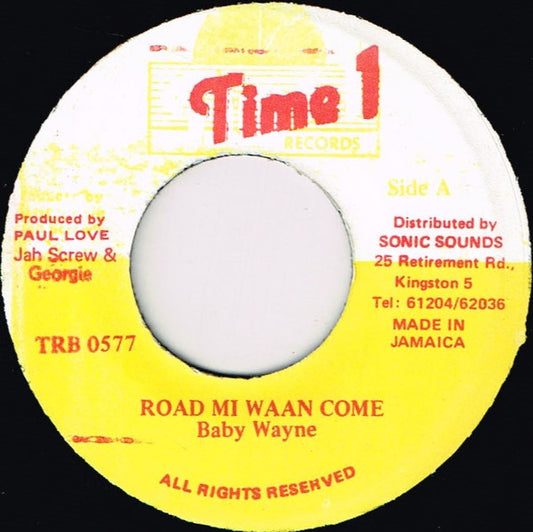 Time 1
RECORDS
Side A
Produced by
PAUL LOVE
Jah Screw &
Georgie
Distributed by
SONIC SOUNDS
25 Retirement Rd.,
Kingston 5
Tel: 61204/62036
MADE IN
JAMAICA
TRB 0577
ROAD MI WAAN COME
Baby Wayne
ALL RIGHTS RESERVED